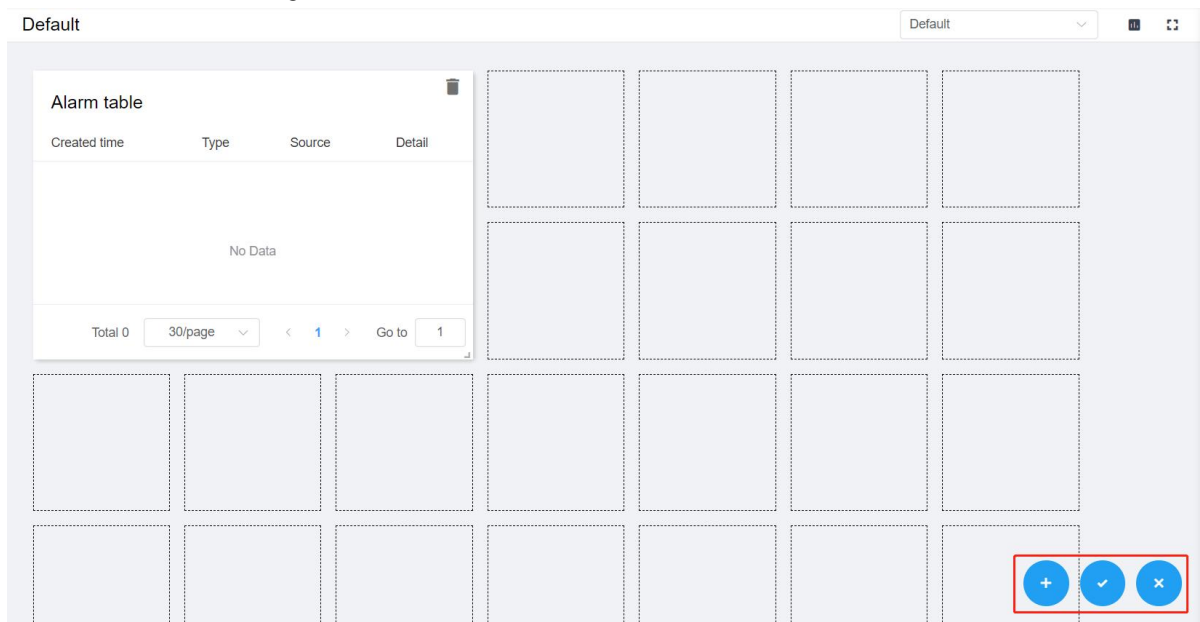 Default
Default
Alarm table
Created time Type Source Detail
No Data
Total 0 30/page 1 Go to 1